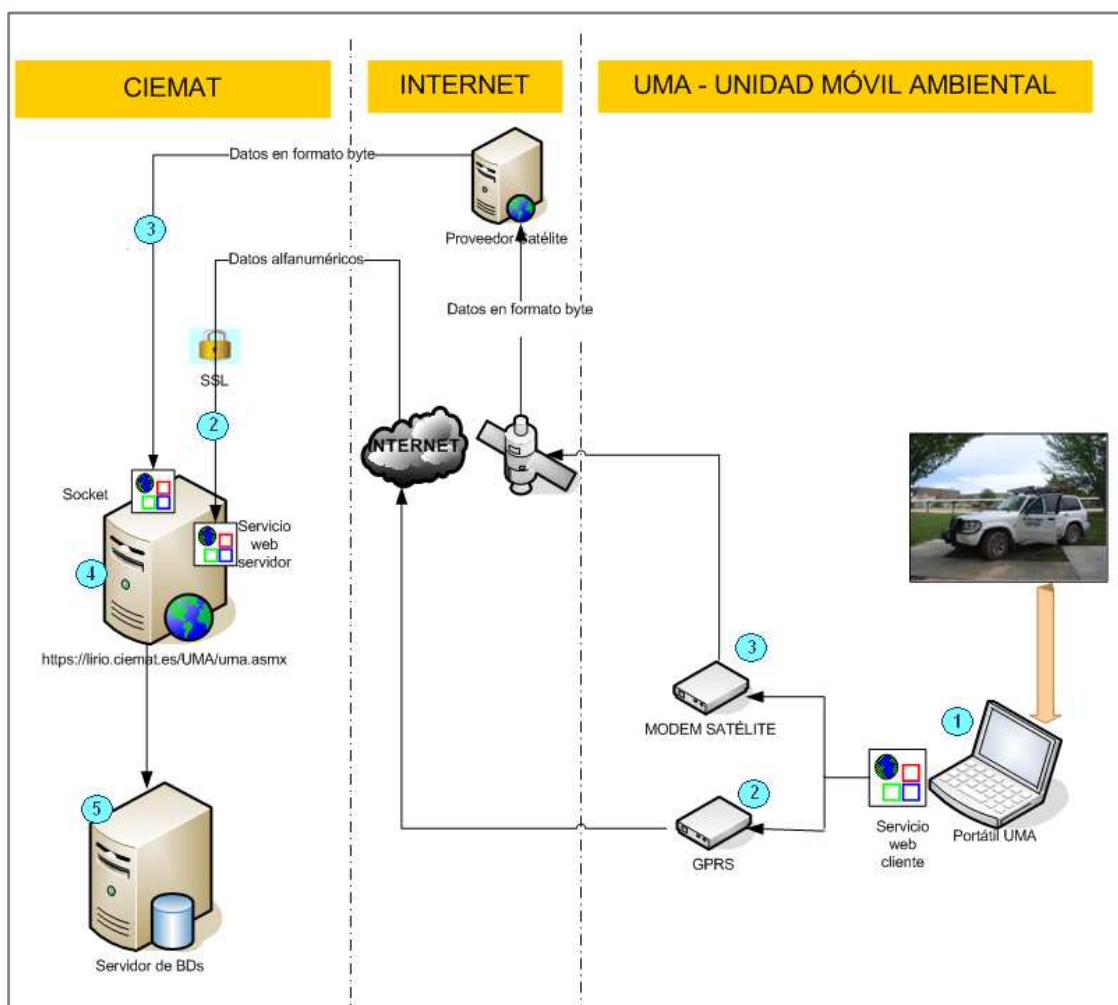 CIEMAT
INTERNET
UMA - UNIDAD MÓVIL AMBIENTAL
Datos en formato byte
3
Proveedor Satélite
Datos alfanuméricos
Datos en formato byte
SSL
2
INTERNET
Socket
Servicio
web
servidor
4
https://lirio.ciemat.es/UMA/uma.asmx
3
MODEM SATÉLITE
1
2
GPRS
Servicio
web
cliente
Portátil UMA
5
Servidor de BDs